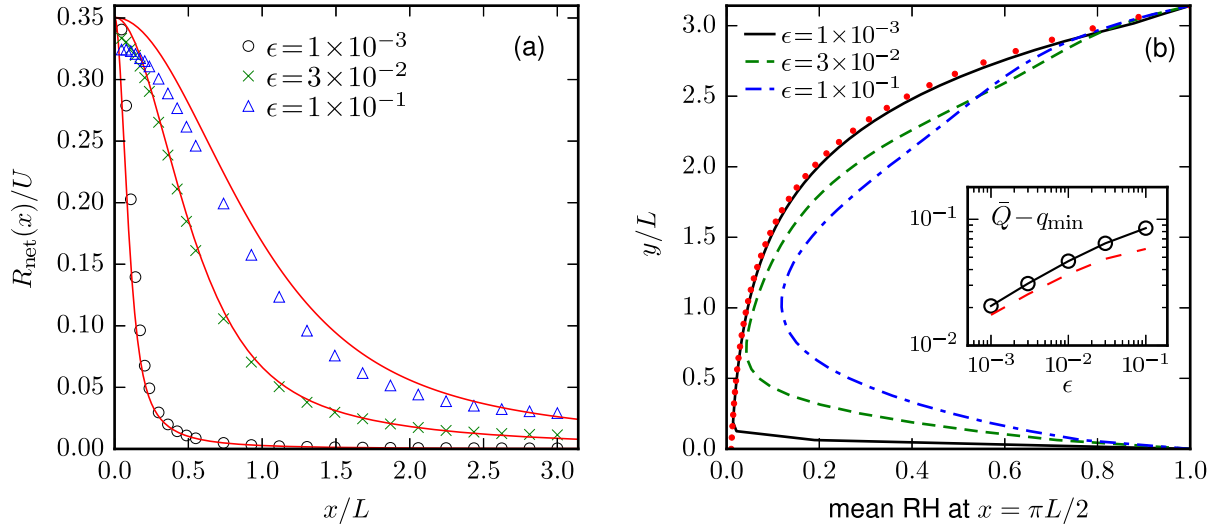 (a)
ϵ=1×10⁻³
ϵ=3×10⁻²
ϵ=1×10⁻¹
R_net(x)/U
0.35
0.30
0.25
0.20
0.15
0.10
0.05
0.00
0.0 0.5 1.0 1.5 2.0 2.5 3.0
x/L
(b)
ϵ=1×10⁻³
ϵ=3×10⁻²
ϵ=1×10⁻¹
y/L
3.0
2.5
2.0
1.5
1.0
0.5
0.0
0.0 0.2 0.4 0.6 0.8 1.0
mean RH at x = πL/2
Q̄−q_min
10⁻¹
10⁻²
10⁻³ 10⁻² 10⁻¹
ϵ